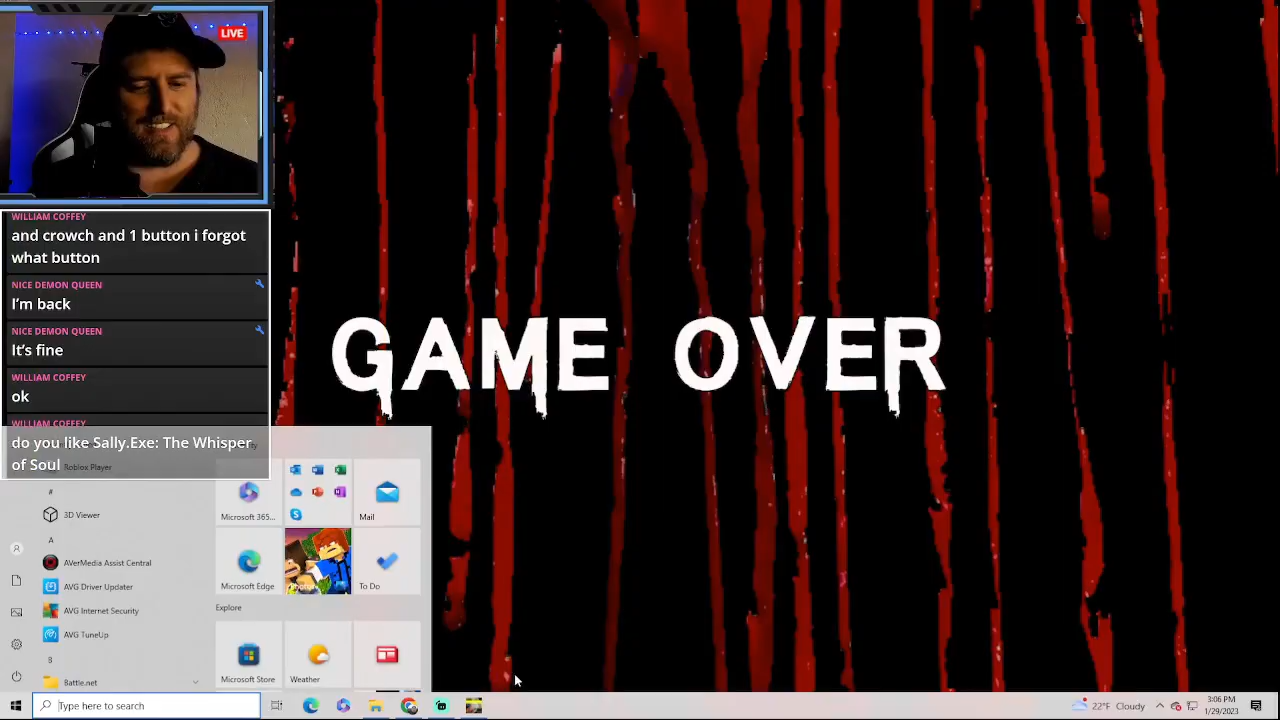 LIVE
WILLIAM COFFEY
and crowch and 1 button i forgot
what button
NICE DEMON QUEEN
I'm back
NICE DEMON QUEEN
It's fine
WILLIAM COFFEY
ok
WILLIAM COFFEY
do you like Sally.Exe: The Whisper
of Soul
GAME OVER
Roblox Player
#
3D Viewer
A
AVerMedia Assist Central
AVG Driver Updater
AVG Internet Security
AVG TuneUp
B
Battle.net
Microsoft 365...
Mail
Microsoft Edge
To Do
Explore
Microsoft Store
Weather
Type here to search
22°F Cloudy
3:06 PM
1/29/2023